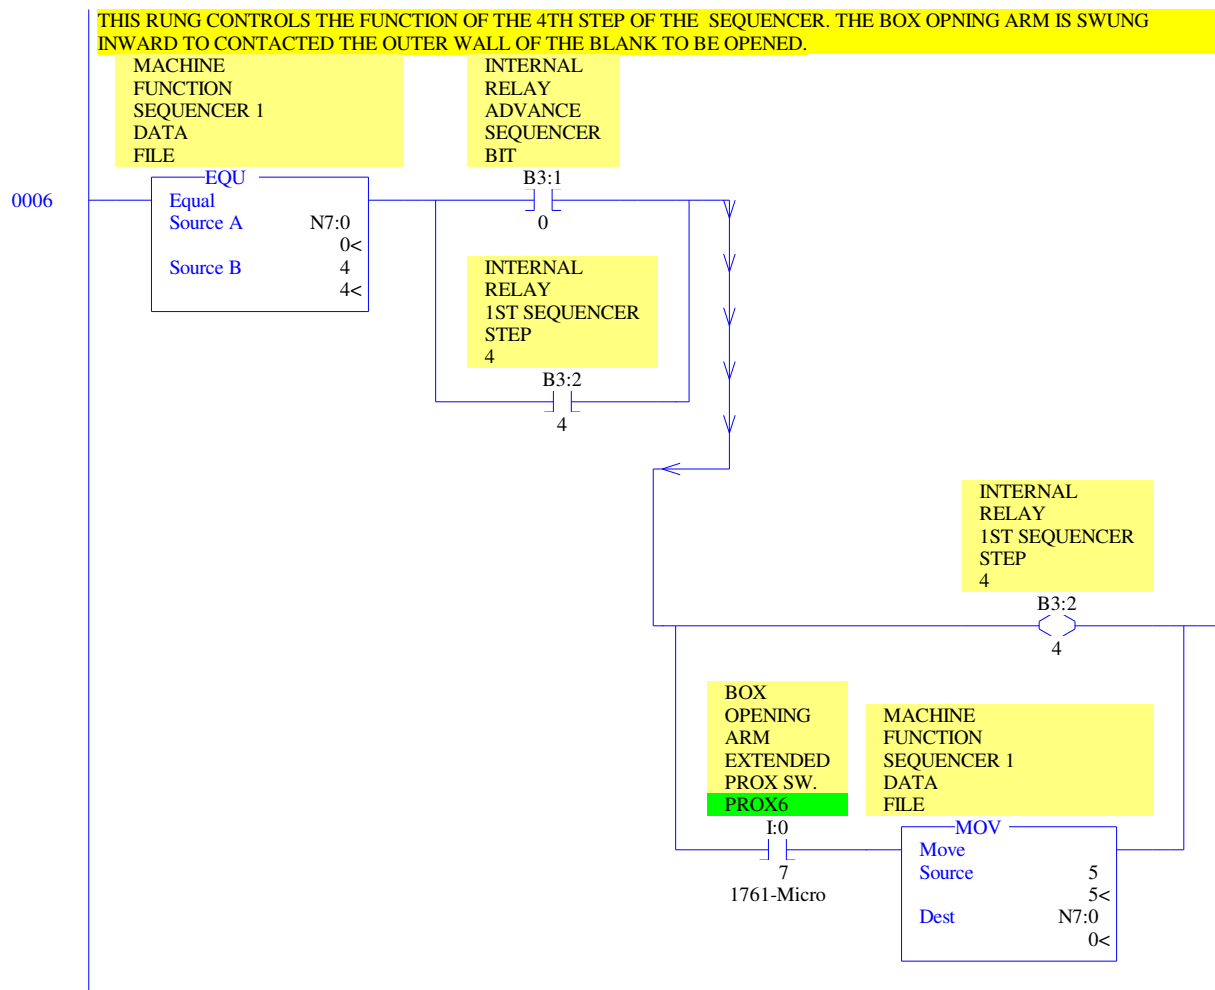 THIS RUNG CONTROLS THE FUNCTION OF THE 4TH STEP OF THE  SEQUENCER. THE BOX OPNING ARM IS SWUNG
INWARD TO CONTACTED THE OUTER WALL OF THE BLANK TO BE OPENED.
MACHINE
FUNCTION
SEQUENCER 1
DATA
FILE
EQU
0006
Equal
Source A N7:0
0<
Source B 4
4<
INTERNAL
RELAY
ADVANCE
SEQUENCER
BIT
B3:1
0
INTERNAL
RELAY
1ST SEQUENCER
STEP
4
B3:2
4
INTERNAL
RELAY
1ST SEQUENCER
STEP
4
B3:2
4
BOX
OPENING
ARM
EXTENDED
PROX SW.
PROX6
I:0
7
1761-Micro
MACHINE
FUNCTION
SEQUENCER 1
DATA
FILE
MOV
Move
Source 5
5<
Dest N7:0
0<